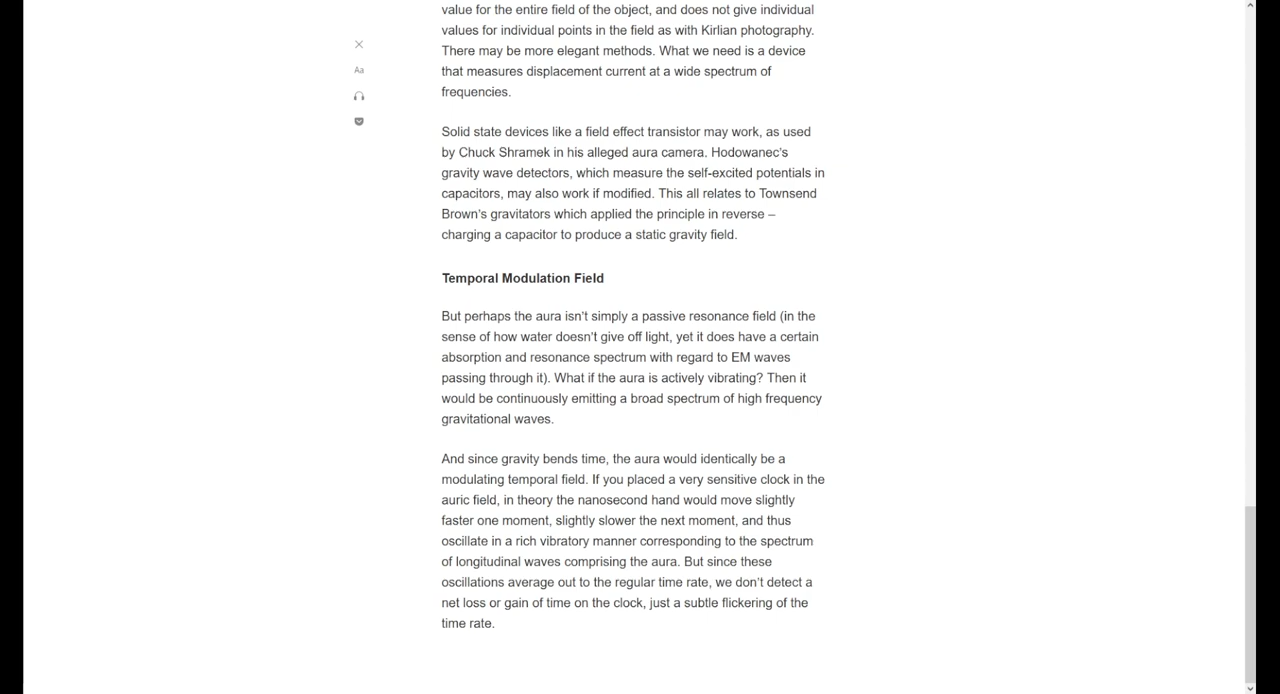 value for the entire field of the object, and does not give individual
values for individual points in the field as with Kirlian photography.
There may be more elegant methods. What we need is a device
that measures displacement current at a wide spectrum of
frequencies.
Aa
Solid state devices like a field effect transistor may work, as used
by Chuck Shramek in his alleged aura camera. Hodowanec's
gravity wave detectors, which measure the self-excited potentials in
capacitors, may also work if modified. This all relates to Townsend
Brown's gravitators which applied the principle in reverse –
charging a capacitor to produce a static gravity field.
Temporal Modulation Field
But perhaps the aura isn't simply a passive resonance field (in the
sense of how water doesn't give off light, yet it does have a certain
absorption and resonance spectrum with regard to EM waves
passing through it). What if the aura is actively vibrating? Then it
would be continuously emitting a broad spectrum of high frequency
gravitational waves.
And since gravity bends time, the aura would identically be a
modulating temporal field. If you placed a very sensitive clock in the
auric field, in theory the nanosecond hand would move slightly
faster one moment, slightly slower the next moment, and thus
oscillate in a rich vibratory manner corresponding to the spectrum
of longitudinal waves comprising the aura. But since these
oscillations average out to the regular time rate, we don't detect a
net loss or gain of time on the clock, just a subtle flickering of the
time rate.